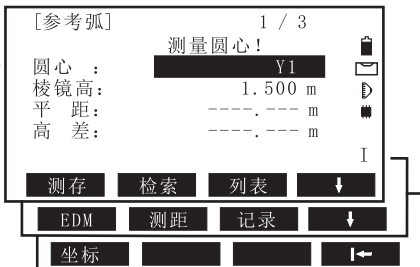 [参考弧] 1 / 3
测量圆心!
圆心 : Y1
棱镜高: 1.500 m
平 距: ----.--- m
高 差: ----.--- m
I
测存 检索 列表 ↓
EDM 测距 记录 ↓
坐标